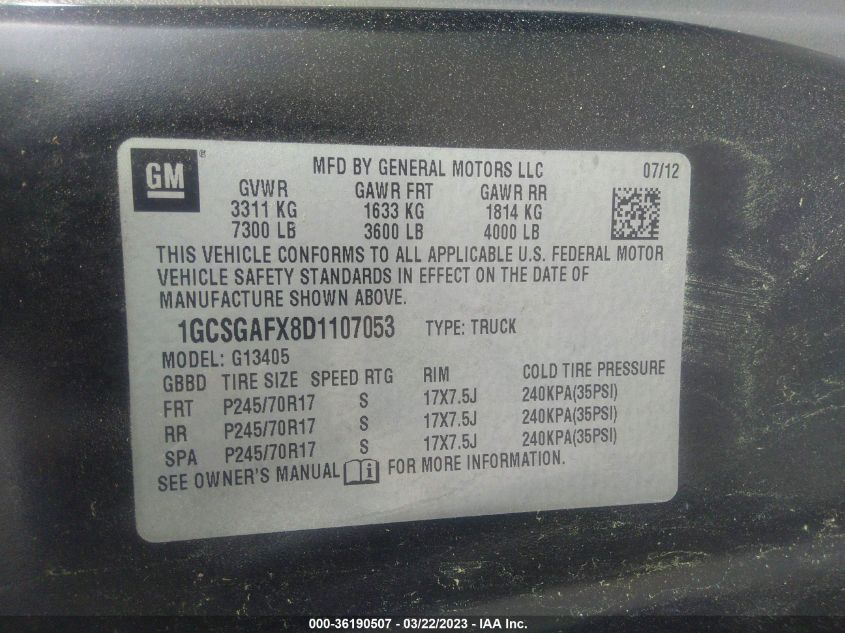 GM ® MFD BY GENERAL MOTORS LLC 07/12
GVWR GAWR FRT GAWR RR
3311 KG 1633 KG 1814 KG
7300 LB 3600 LB 4000 LB
THIS VEHICLE CONFORMS TO ALL APPLICABLE U.S. FEDERAL MOTOR
VEHICLE SAFETY STANDARDS IN EFFECT ON THE DATE OF
MANUFACTURE SHOWN ABOVE.
1GCSGAFX8D1107053 TYPE: TRUCK
MODEL: G13405
GBBD TIRE SIZE SPEED RTG RIM COLD TIRE PRESSURE
FRT P245/70R17 S 17X7.5J 240KPA(35PSI)
RR P245/70R17 S 17X7.5J 240KPA(35PSI)
SPA P245/70R17 S 17X7.5J 240KPA(35PSI)
SEE OWNER'S MANUAL i FOR MORE INFORMATION.
000-36190507 - 03/22/2023 - IAA Inc.